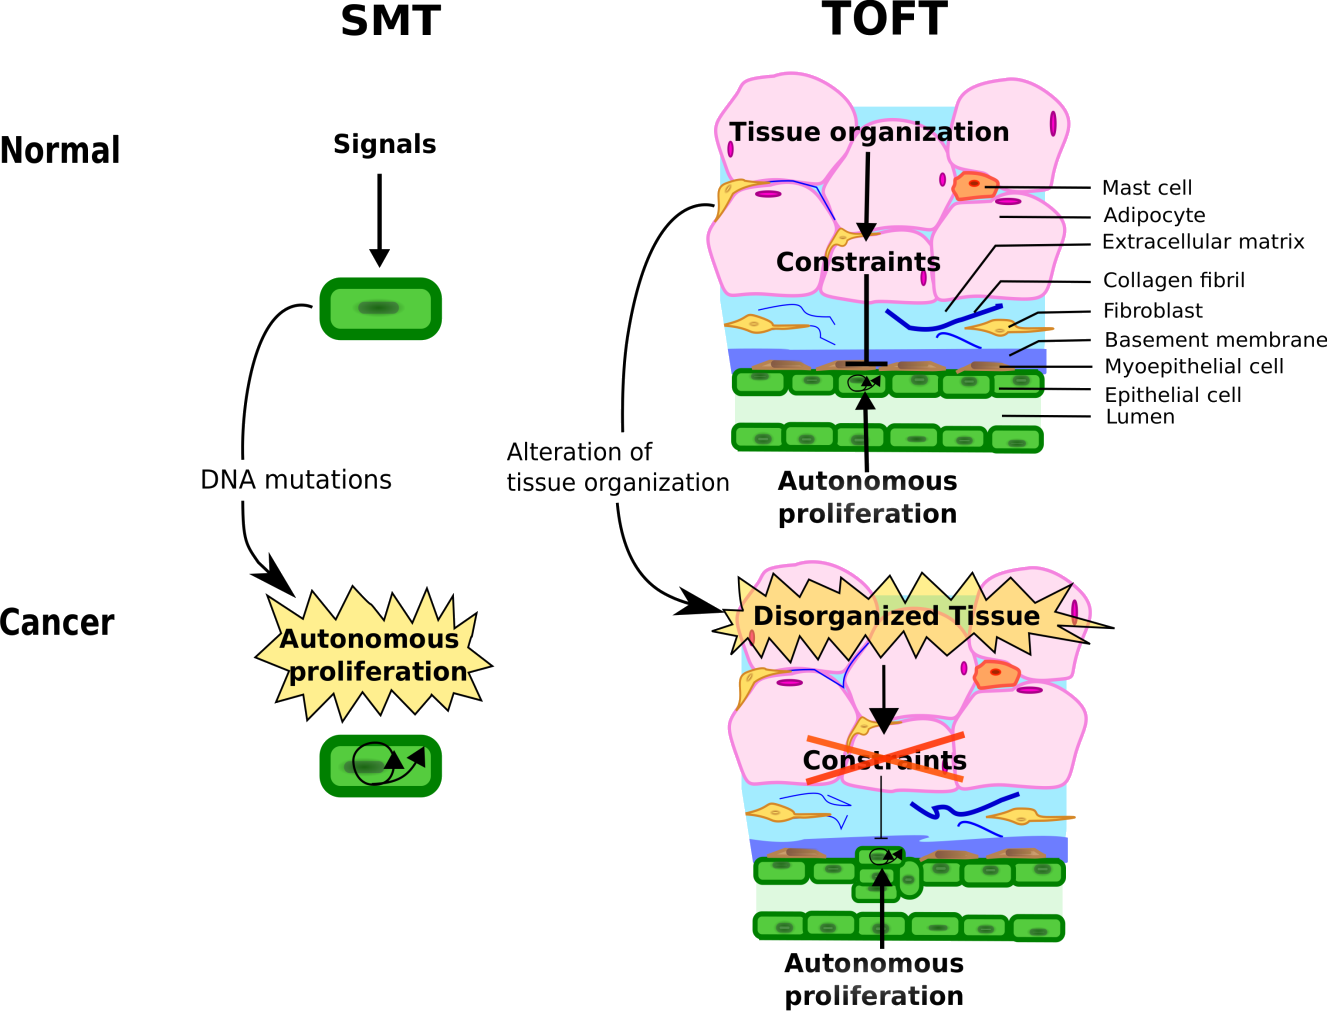 SMT
TOFT
Normal
Signals
Tissue organization
Constraints
Mast cell
Adipocyte
Extracellular matrix
Collagen fibril
Fibroblast
Basement membrane
Myoepithelial cell
Epithelial cell
Lumen
DNA mutations
Alteration of
tissue organization
Autonomous
proliferation
Cancer
Autonomous
proliferation
Disorganized Tissue
Constraints
Autonomous
proliferation